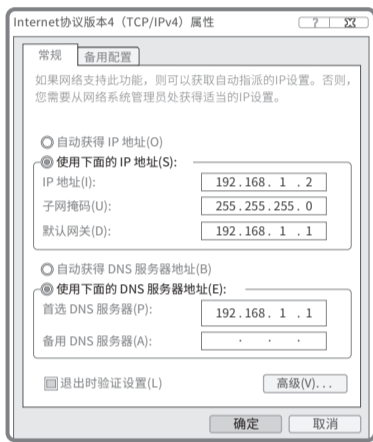 Internet协议版本4（TCP/IPv4）属性
常规 备用配置
如果网络支持此功能，则可以获取自动指派的IP设置。否则，
您需要从网络系统管理员处获得适当的IP设置。
自动获得 IP 地址(O)
使用下面的 IP 地址(S):
IP 地址(I): 192.168. 1 .2
子网掩码(U): 255.255.255.0
默认网关(D): 192.168. 1 .1
自动获得 DNS 服务器地址(B)
使用下面的 DNS 服务器地址(E):
首选 DNS 服务器(P): 192.168. 1 .1
备用 DNS 服务器(A): . . .
退出时验证设置(L) 高级(V)...
确定 取消